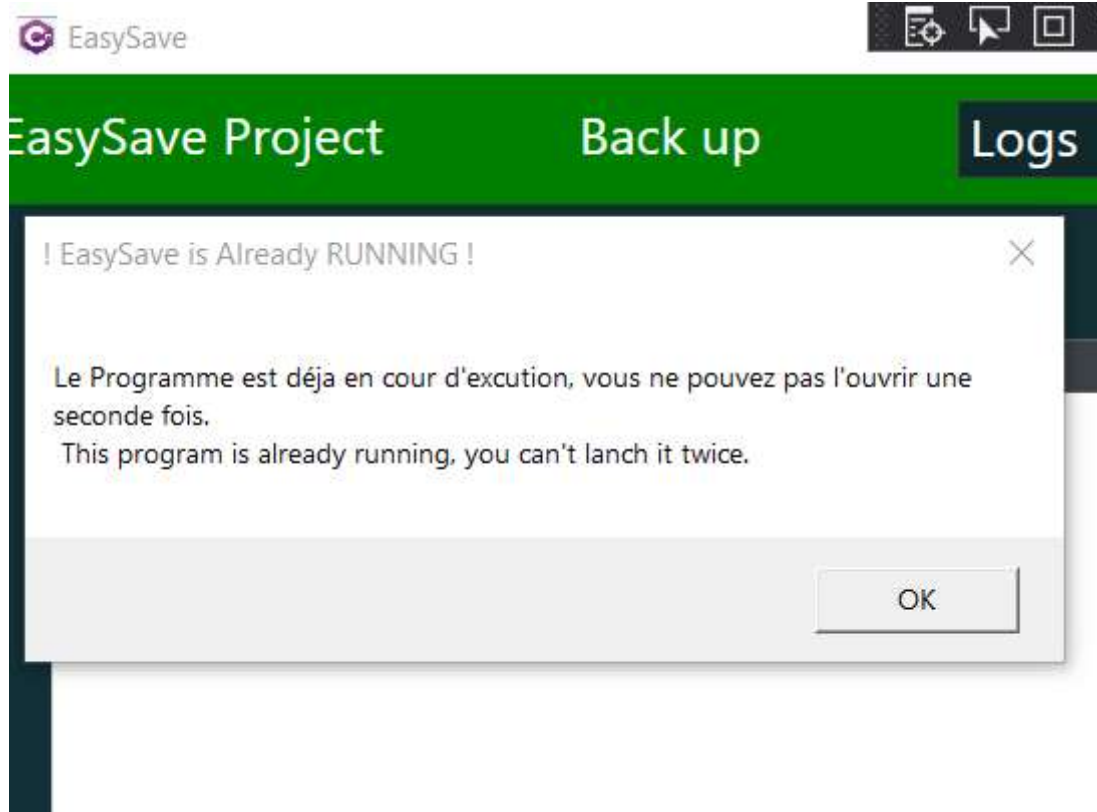 EasySave
EasySave Project
Back up
Logs
! EasySave is Already RUNNING !
Le Programme est déja en cour d'excution, vous ne pouvez pas l'ouvrir une
seconde fois.
This program is already running, you can't lanch it twice.
OK